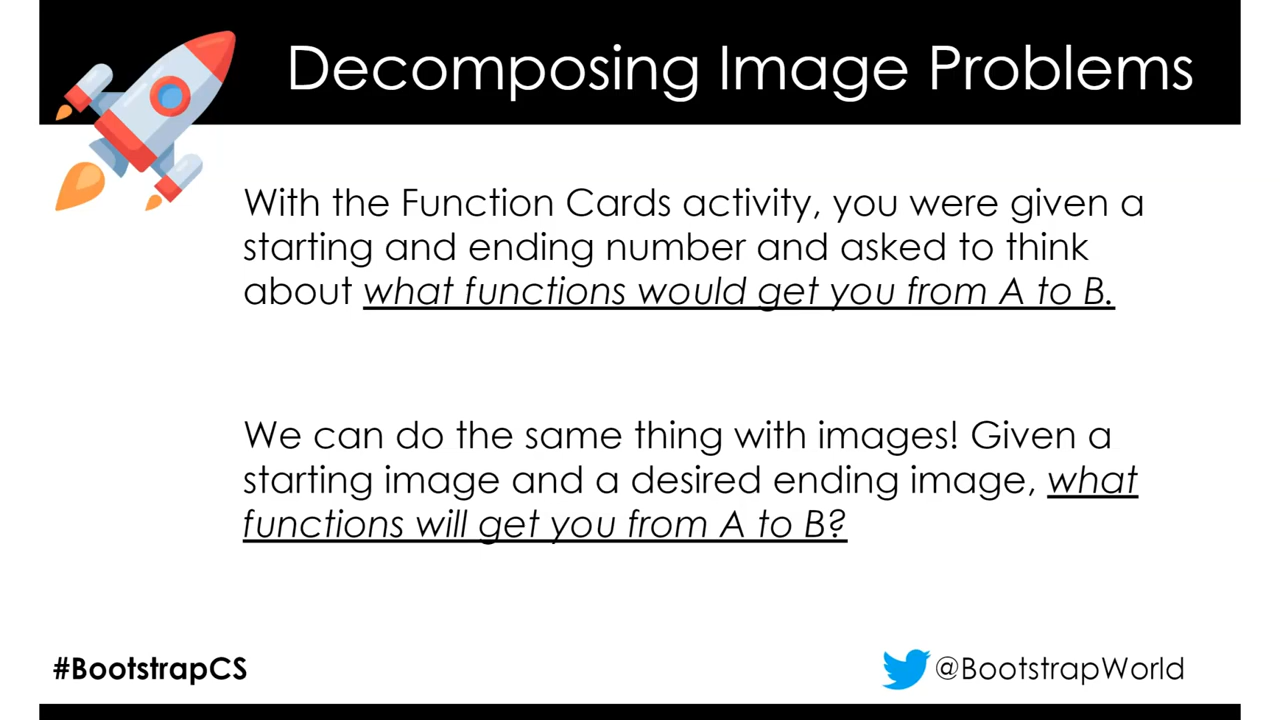 Decomposing Image Problems
With the Function Cards activity, you were given a
starting and ending number and asked to think
about what functions would get you from A to B.
We can do the same thing with images! Given a
starting image and a desired ending image, what
functions will get you from A to B?
#BootstrapCS
@BootstrapWorld